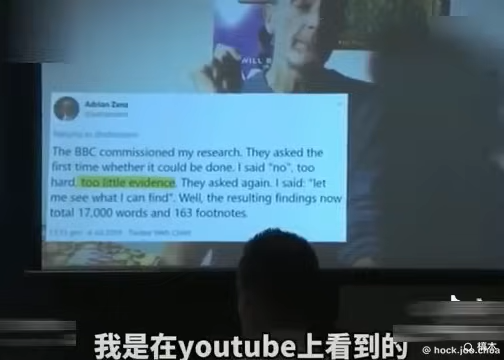 WILL B
Adrian Zenz
The BBC commissioned my research. They asked the
first time whether it could be done. I said "no", too
hard, too little evidence. They asked again. I said: "let
me see what I can find". Well, the resulting findings now
total 17,000 words and 163 footnotes.
我是在youtube上看到的